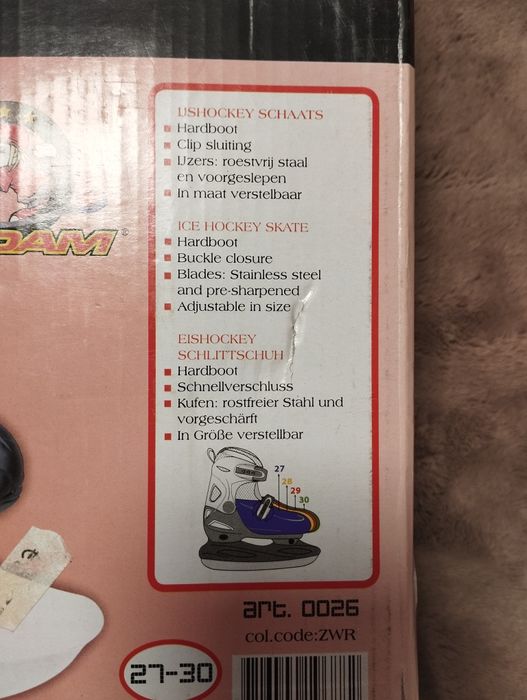 IJSHOCKEY SCHAATS
Hardboot
Clip sluiting
IJzers: roestvrij staal
en voorgeslepen
In maat verstelbaar
ICE HOCKEY SKATE
Hardboot
Buckle closure
Blades: Stainless steel
and pre-sharpened
Adjustable in size
EISHOCKEY
SCHLITTSCHUH
Hardboot
Schnellverschluss
Kufen: rostfreier Stahl und
vorgeschärft
In Größe verstellbar
27
28
29
30
DAM®
art. 0026
col.code:ZWR
27-30